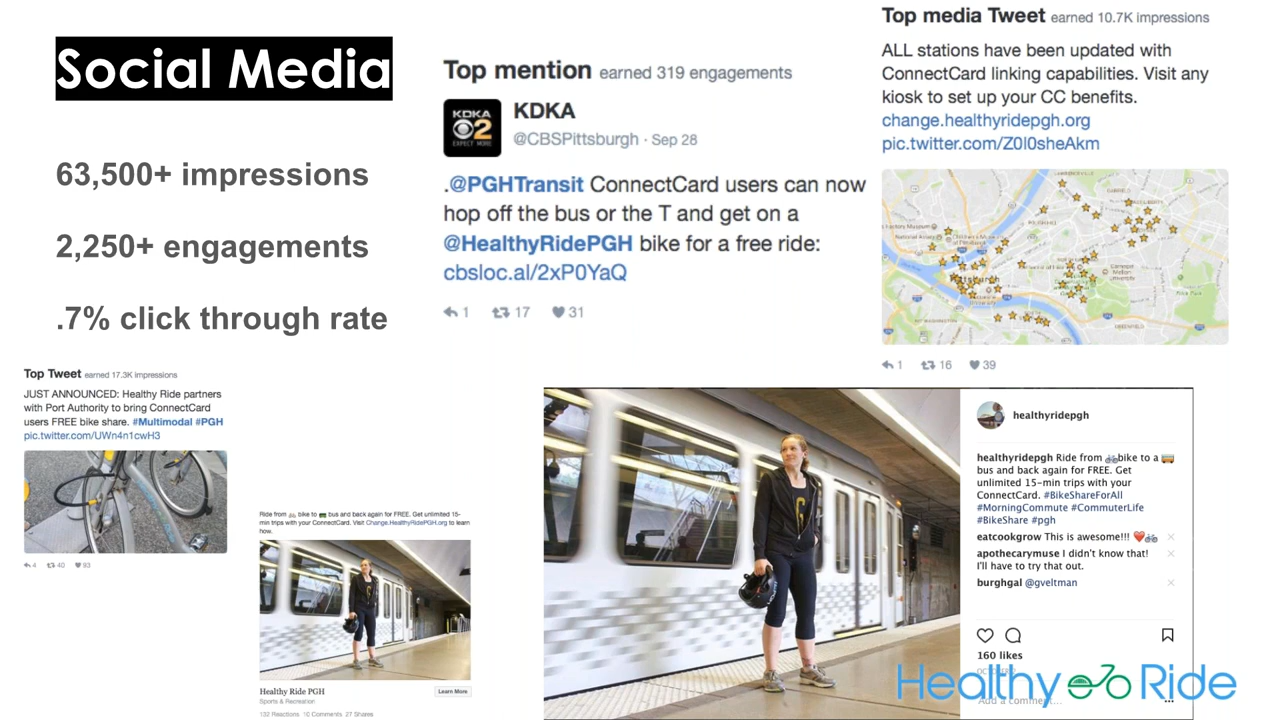 Social Media
63,500+ impressions
2,250+ engagements
.7% click through rate
Top mention earned 319 engagements
KDKA
2
EXPECT MORE
KDKA
@CBSPittsburgh · Sep 28
.@PGHTransit ConnectCard users can now
hop off the bus or the T and get on a
@HealthyRidePGH bike for a free ride:
cbsloc.al/2xP0YaQ
1 17 31
Top media Tweet earned 10.7K impressions
ALL stations have been updated with
ConnectCard linking capabilities. Visit any
kiosk to set up your CC benefits.
change.healthyridepgh.org
pic.twitter.com/Z0l0sheAkm
1 16 39
Top Tweet earned 17.3K impressions
JUST ANNOUNCED: Healthy Ride partners
with Port Authority to bring ConnectCard
users FREE bike share. #Multimodal #PGH
pic.twitter.com/UWn4n1cwH3
4 40 93
Ride from 🚲 bike to 🚌 bus and back again for FREE. Get unlimited 15-
min trips with your ConnectCard. Visit Change.HealthyRidePGH.org to learn
how.
Healthy Ride PGH
Learn More
Sports & Recreation
132 Reactions 10 Comments 27 Shares
healthyridepgh
healthyridepgh Ride from 🚲bike to a 🚌
bus and back again for FREE. Get
unlimited 15-min trips with your
ConnectCard. #BikeShareForAll
#MorningCommute #CommuterLife
#BikeShare #pgh
eatcookgrow This is awesome!!! ❤️🚲
apothecarymuse I didn't know that!
I'll have to try that out.
burghgal @gveltman
160 likes
Add a comment...
Healthy Ride